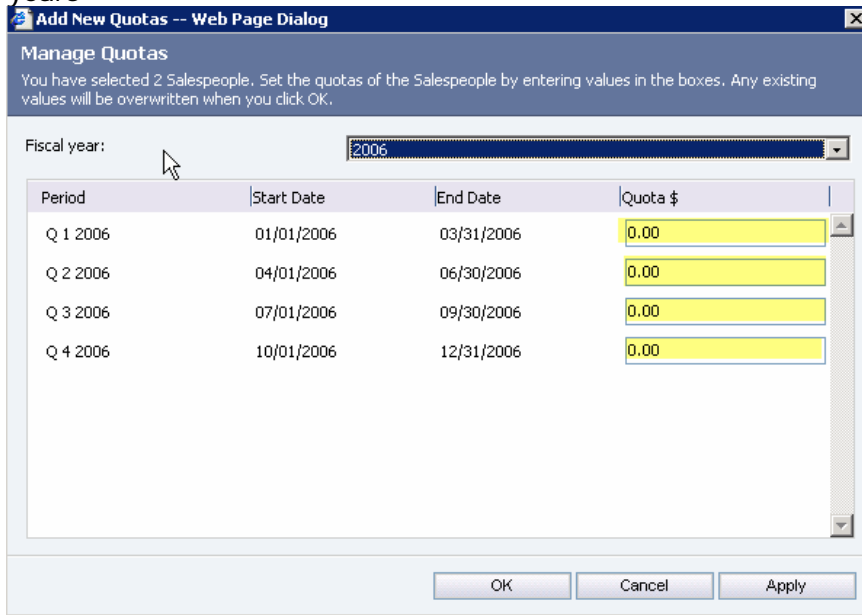 years
Add New Quotas -- Web Page Dialog
Manage Quotas
You have selected 2 Salespeople. Set the quotas of the Salespeople by entering values in the boxes. Any existing
values will be overwritten when you click OK.
Fiscal year: 2006
Period Start Date End Date Quota $
Q 1 2006 01/01/2006 03/31/2006 0.00
Q 2 2006 04/01/2006 06/30/2006 0.00
Q 3 2006 07/01/2006 09/30/2006 0.00
Q 4 2006 10/01/2006 12/31/2006 0.00
OK Cancel Apply